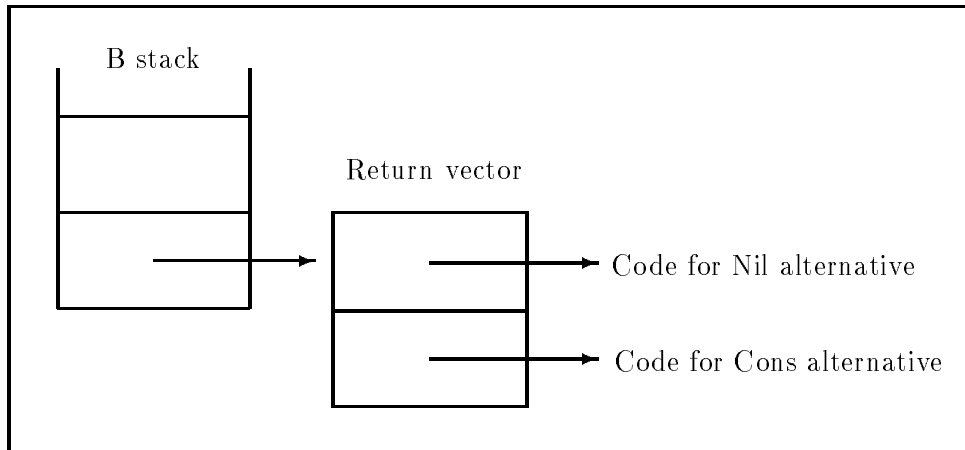 B stack
Return vector
Code for Nil alternative
Code for Cons alternative